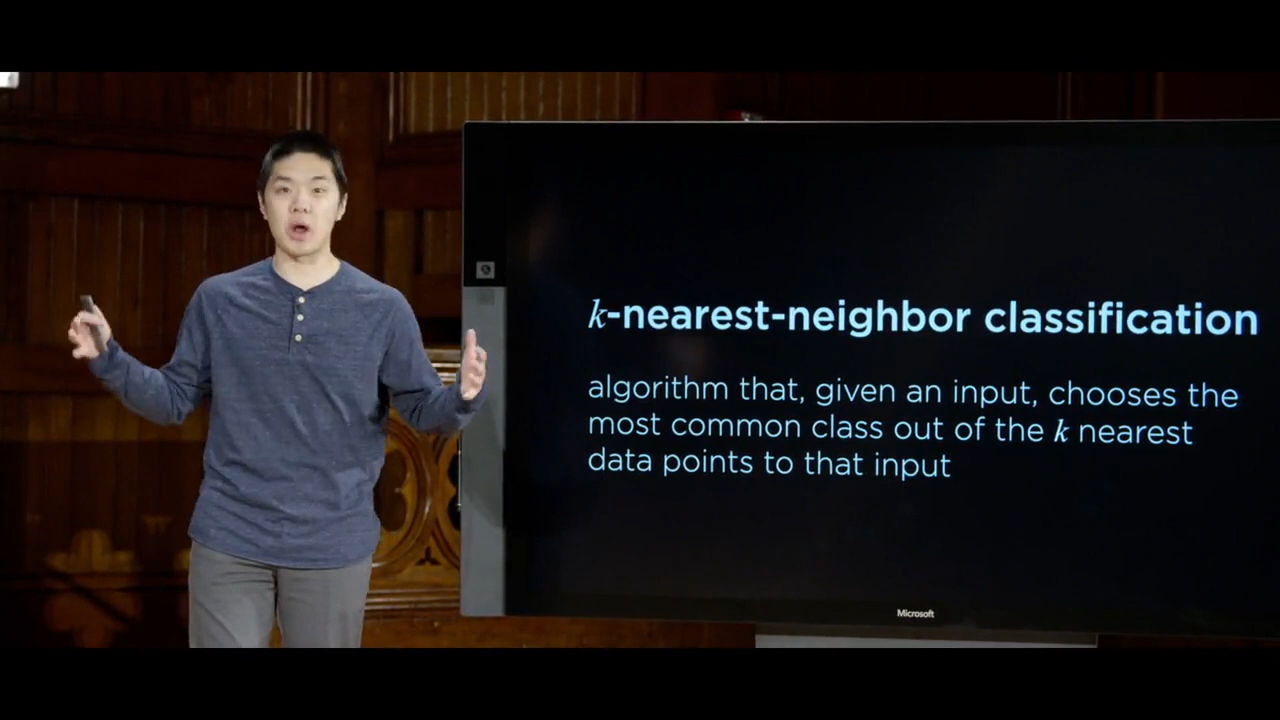 k-nearest-neighbor classification
algorithm that, given an input, chooses the
most common class out of the k nearest
data points to that input
Microsoft